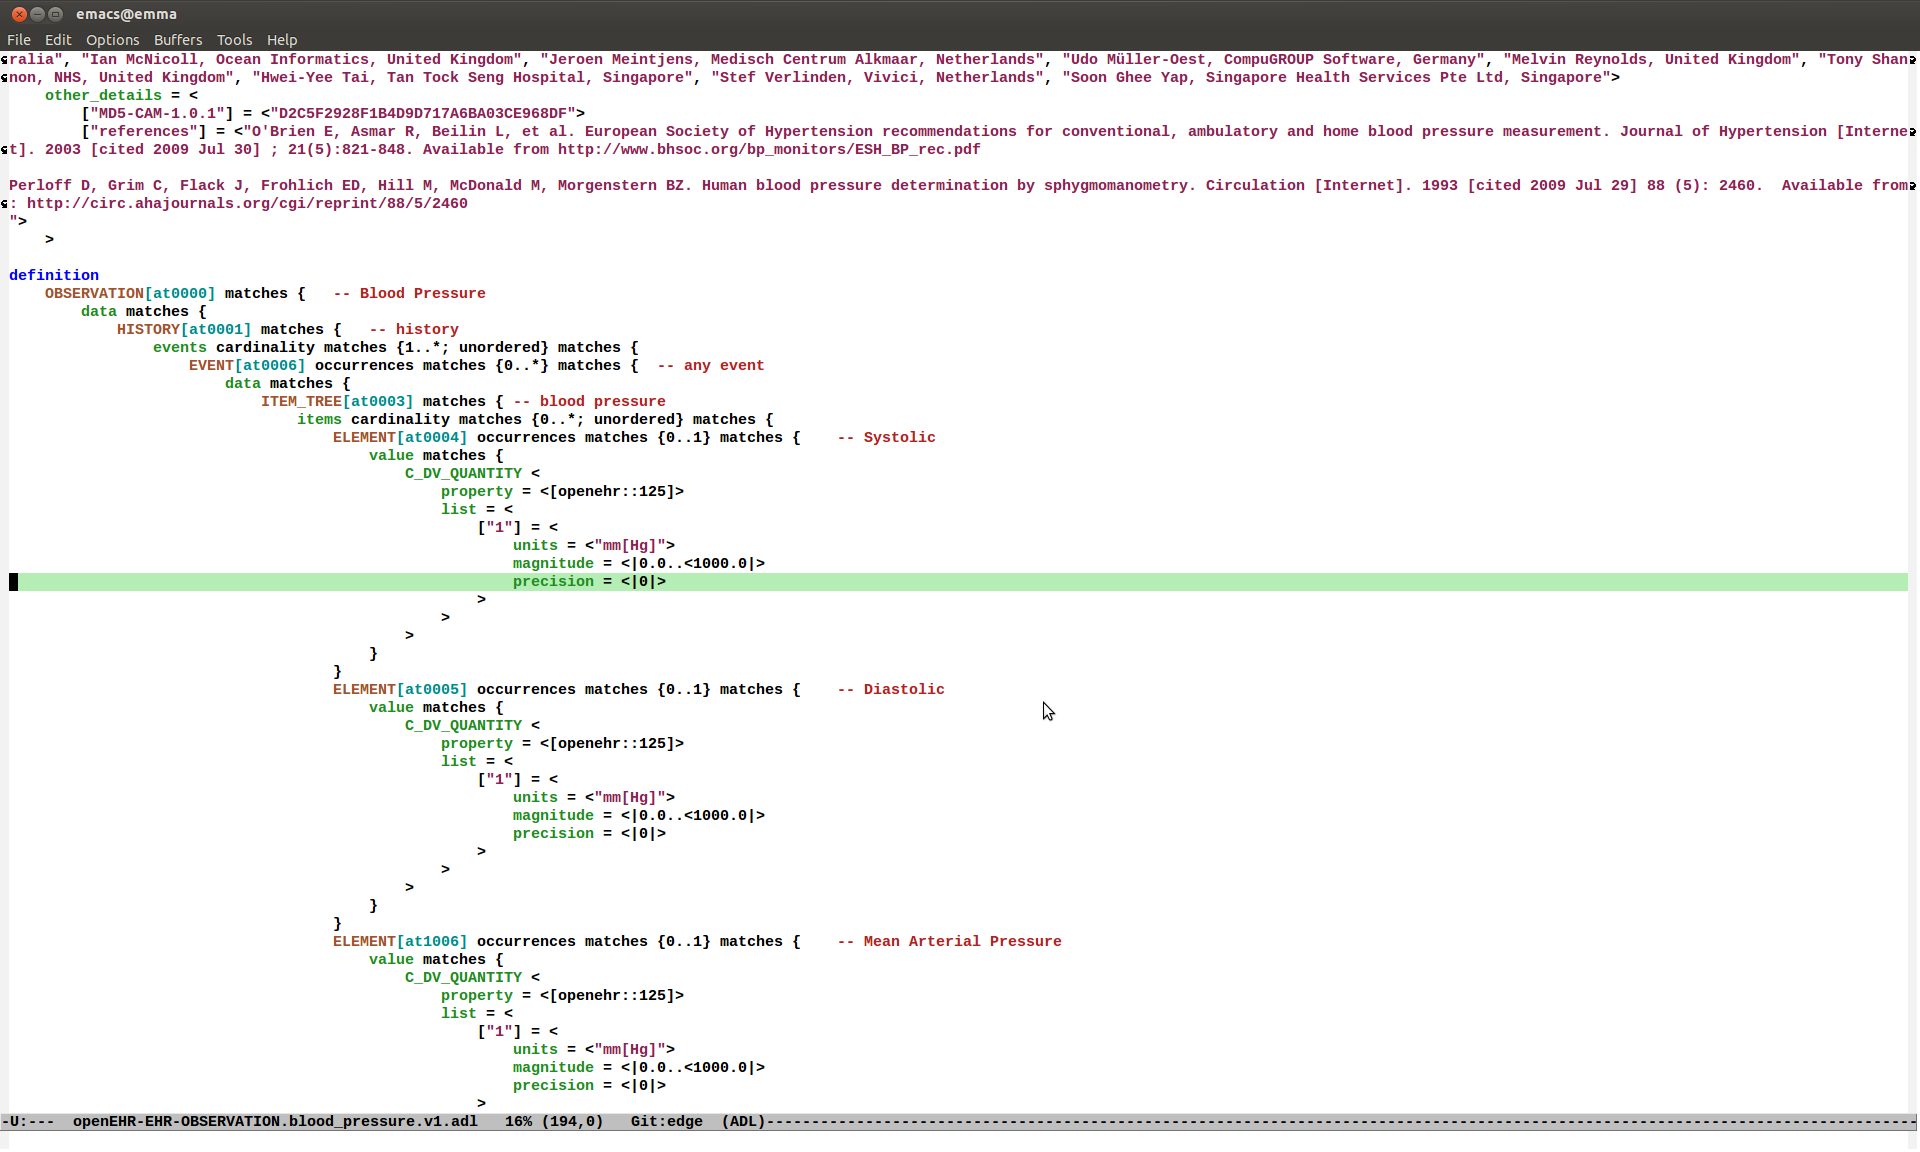 emacs@emma
File Edit Options Buffers Tools Help
ralia", "Ian McNicoll, Ocean Informatics, United Kingdom", "Jeroen Meintjens, Medisch Centrum Alkmaar, Netherlands", "Udo Müller-Oest, CompuGROUP Software, Germany", "Melvin Reynolds, United Kingdom", "Tony Shan
non, NHS, United Kingdom", "Hwei-Yee Tai, Tan Tock Seng Hospital, Singapore", "Stef Verlinden, Vivici, Netherlands", "Soon Ghee Yap, Singapore Health Services Pte Ltd, Singapore">
    other_details = <
        ["MD5-CAM-1.0.1"] = <"D2C5F2928F1B4D9D717A6BA03CE968DF">
        ["references"] = <"O'Brien E, Asmar R, Beilin L, et al. European Society of Hypertension recommendations for conventional, ambulatory and home blood pressure measurement. Journal of Hypertension [Interne
t]. 2003 [cited 2009 Jul 30] ; 21(5):821-848. Available from http://www.bhsoc.org/bp_monitors/ESH_BP_rec.pdf

Perloff D, Grim C, Flack J, Frohlich ED, Hill M, McDonald M, Morgenstern BZ. Human blood pressure determination by sphygmomanometry. Circulation [Internet]. 1993 [cited 2009 Jul 29] 88 (5): 2460.  Available from
: http://circ.ahajournals.org/cgi/reprint/88/5/2460
">
    >

definition
    OBSERVATION[at0000] matches {   -- Blood Pressure
        data matches {
            HISTORY[at0001] matches {   -- history
                events cardinality matches {1..*; unordered} matches {
                    EVENT[at0006] occurrences matches {0..*} matches {  -- any event
                        data matches {
                            ITEM_TREE[at0003] matches { -- blood pressure
                                items cardinality matches {0..*; unordered} matches {
                                    ELEMENT[at0004] occurrences matches {0..1} matches {    -- Systolic
                                        value matches {
                                            C_DV_QUANTITY <
                                                property = <[openehr::125]>
                                                list = <
                                                    ["1"] = <
                                                        units = <"mm[Hg]">
                                                        magnitude = <|0.0..<1000.0|>
                                                        precision = <|0|>
                                                    >
                                                >
                                            >
                                        }
                                    }
                                    ELEMENT[at0005] occurrences matches {0..1} matches {    -- Diastolic
                                        value matches {
                                            C_DV_QUANTITY <
                                                property = <[openehr::125]>
                                                list = <
                                                    ["1"] = <
                                                        units = <"mm[Hg]">
                                                        magnitude = <|0.0..<1000.0|>
                                                        precision = <|0|>
                                                    >
                                                >
                                            >
                                        }
                                    }
                                    ELEMENT[at1006] occurrences matches {0..1} matches {    -- Mean Arterial Pressure
                                        value matches {
                                            C_DV_QUANTITY <
                                                property = <[openehr::125]>
                                                list = <
                                                    ["1"] = <
                                                        units = <"mm[Hg]">
                                                        magnitude = <|0.0..<1000.0|>
                                                        precision = <|0|>
                                                    >
-U:---  openEHR-EHR-OBSERVATION.blood_pressure.v1.adl   16% (194,0)   Git:edge  (ADL)--------------------------------------------------------------------------------------------------------------------------------